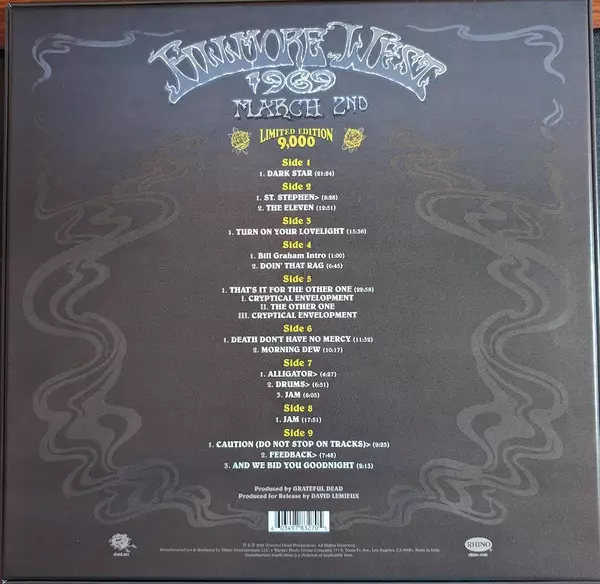 FILLMORE WEST
1969
MARCH 2ND
LIMITED EDITION
9,000
Side 1
1. DARK STAR (21:24)
Side 2
1. ST. STEPHEN> (8:28)
2. THE ELEVEN (12:51)
Side 3
1. TURN ON YOUR LOVELIGHT (15:36)
Side 4
1. Bill Graham Intro (1:00)
2. DOIN' THAT RAG (6:45)
Side 5
1. THAT'S IT FOR THE OTHER ONE (22:58)
I. CRYPTICAL ENVELOPMENT
II. THE OTHER ONE
III. CRYPTICAL ENVELOPMENT
Side 6
1. DEATH DON'T HAVE NO MERCY (11:32)
2. MORNING DEW (10:17)
Side 7
1. ALLIGATOR> (4:27)
2. DRUMS> (6:31)
3. JAM (8:05)
Side 8
1. JAM (17:51)
Side 9
1. CAUTION (DO NOT STOP ON TRACKS)> (9:25)
2. FEEDBACK> (7:48)
3. AND WE BID YOU GOODNIGHT (2:13)
Produced by GRATEFUL DEAD
Produced for Release by DAVID LEMIEUX
dead.net
RHINO